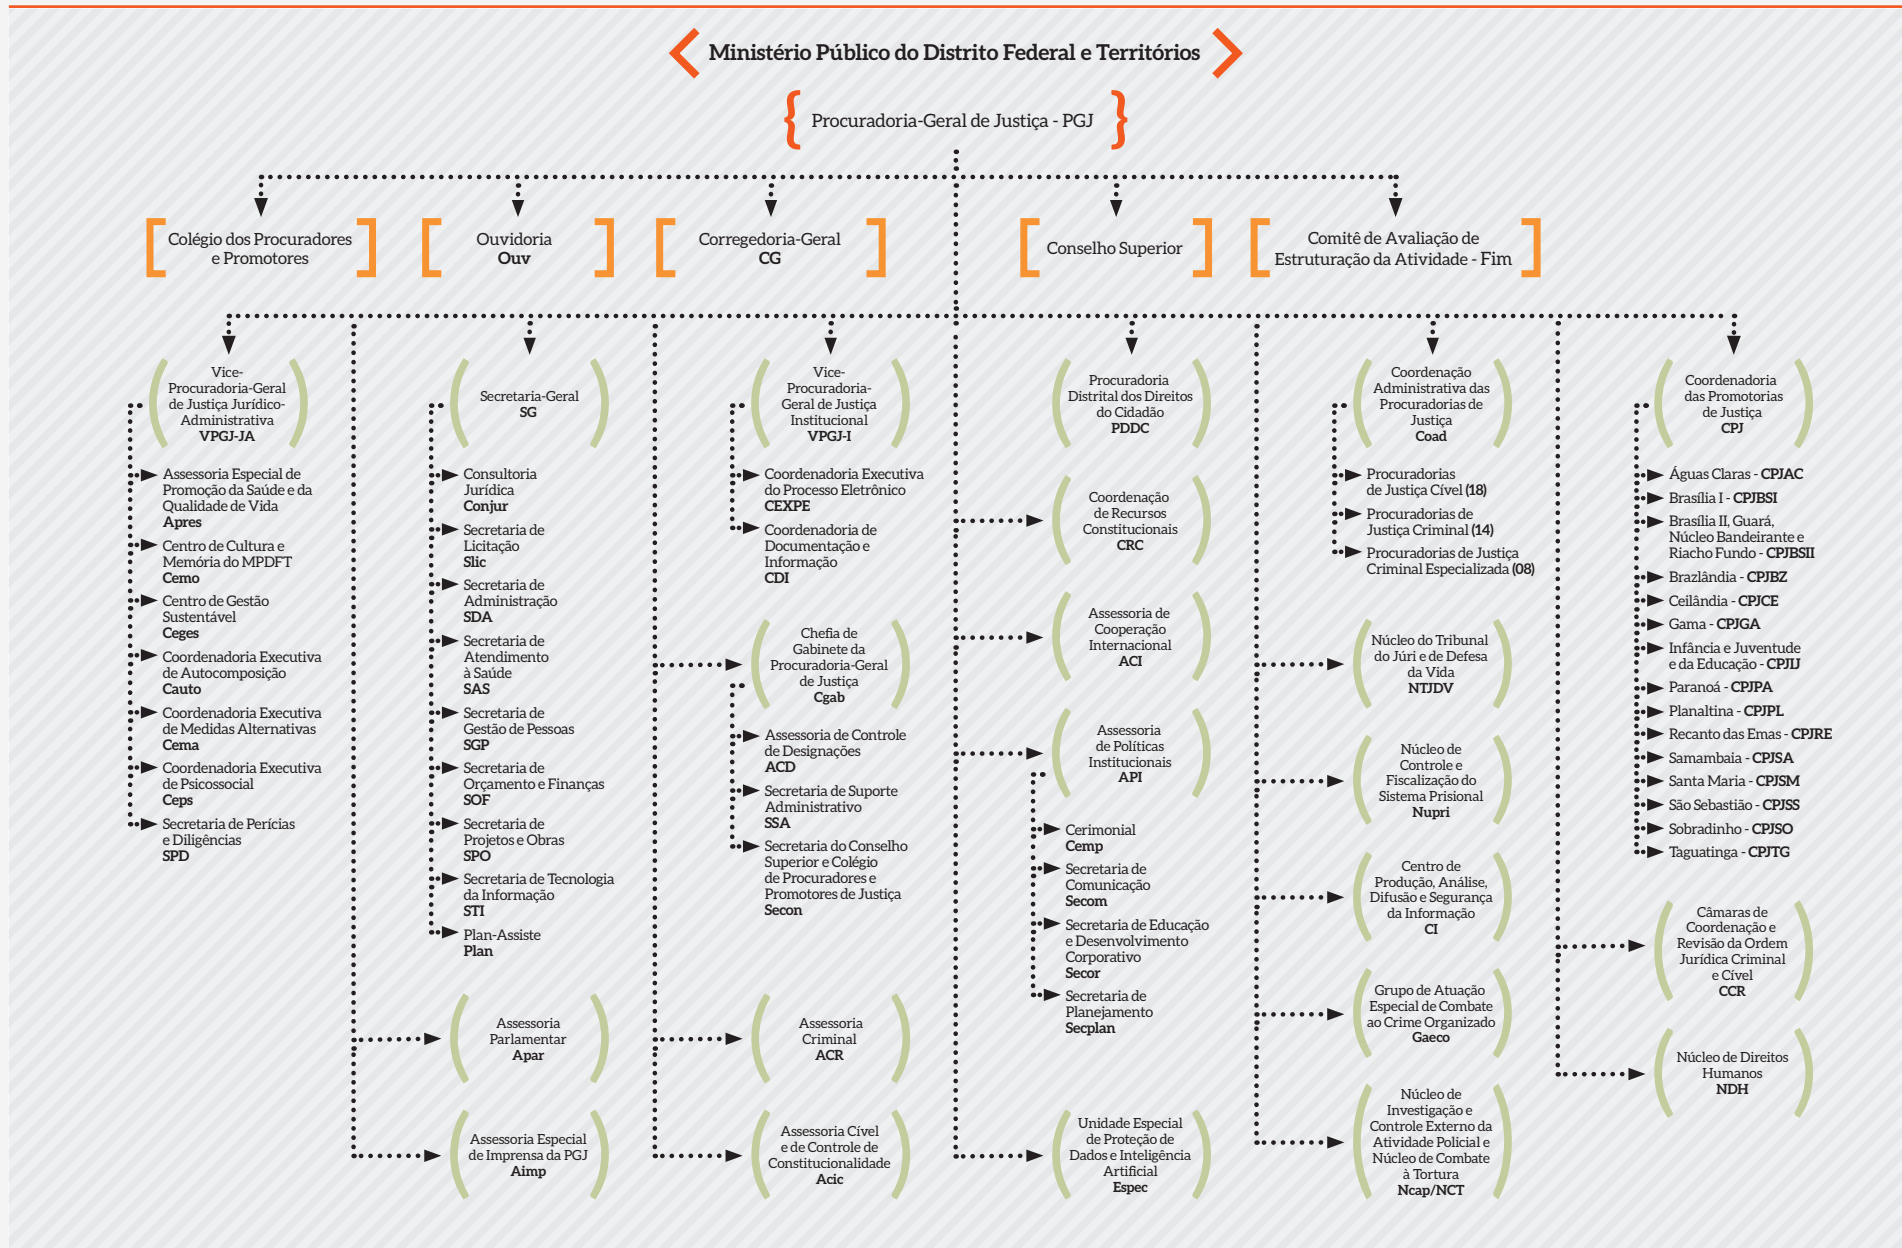 Ministério Público do Distrito Federal e Territórios
Procuradoria-Geral de Justiça - PGJ
Colégio dos Procuradores
e Promotores
Ouvidoria
Ouv
Corregedoria-Geral
CG
Conselho Superior
Comitê de Avaliação de
Estruturação da Atividade - Fim
Vice-
Procuradoria-Geral
de Justiça Jurídico-
Administrativa
VPGJ-JA
Assessoria Especial de
Promoção da Saúde e da
Qualidade de Vida
Apres
Centro de Cultura e
Memória do MPDFT
Cemo
Centro de Gestão
Sustentável
Ceges
Coordenadoria Executiva
de Autocomposição
Cauto
Coordenadoria Executiva
de Medidas Alternativas
Cema
Coordenadoria Executiva
de Psicossocial
Ceps
Secretaria de Perícias
e Diligências
SPD
Secretaria-Geral
SG
Consultoria
Jurídica
Conjur
Secretaria de
Licitação
Slic
Secretaria de
Administração
SDA
Secretaria de
Atendimento
à Saúde
SAS
Secretaria de
Gestão de Pessoas
SGP
Secretaria de
Orçamento e Finanças
SOF
Secretaria de
Projetos e Obras
SPO
Secretaria de Tecnologia
da Informação
STI
Plan-Assiste
Plan
Assessoria
Parlamentar
Apar
Assessoria Especial
de Imprensa da PGJ
Aimp
Vice-
Procuradoria-
Geral de Justiça
Institucional
VPGJ-I
Coordenadoria Executiva
do Processo Eletrônico
CEXPE
Coordenadoria de
Documentação e
Informação
CDI
Chefia de
Gabinete da
Procuradoria-Geral
de Justiça
Cgab
Assessoria de Controle
de Designações
ACD
Secretaria de Suporte
Administrativo
SSA
Secretaria do Conselho
Superior e Colégio
de Procuradores e
Promotores de Justiça
Secon
Assessoria
Criminal
ACR
Assessoria Cível
e de Controle de
Constitucionalidade
Acic
Procuradoria
Distrital dos Direitos
do Cidadão
PDDC
Coordenação
de Recursos
Constitucionais
CRC
Assessoria de
Cooperação
Internacional
ACI
Assessoria
de Políticas
Institucionais
API
Cerimonial
Cemp
Secretaria de
Comunicação
Secom
Secretaria de Educação
e Desenvolvimento
Corporativo
Secor
Secretaria de
Planejamento
Secplan
Unidade Especial
de Proteção de
Dados e Inteligência
Artificial
Espec
Coordenação
Administrativa das
Procuradorias de
Justiça
Coad
Procuradorias
de Justiça Cível (18)
Procuradorias de
Justiça Criminal (14)
Procuradorias de Justiça
Criminal Especializada (08)
Núcleo do Tribunal
do Júri e de Defesa
da Vida
NTJDV
Núcleo de
Controle e
Fiscalização do
Sistema Prisional
Nupri
Centro de
Produção, Análise,
Difusão e Segurança
da Informação
CI
Grupo de Atuação
Especial de Combate
ao Crime Organizado
Gaeco
Núcleo de
Investigação e
Controle Externo da
Atividade Policial e
Núcleo de Combate
à Tortura
Ncap/NCT
Coordenadoria
das Promotorias
de Justiça
CPJ
Águas Claras - CPJAC
Brasília I - CPJBSI
Brasília II, Guará,
Núcleo Bandeirante e
Riacho Fundo - CPJBSII
Brazlândia - CPJBZ
Ceilândia - CPJCE
Gama - CPJGA
Infância e Juventude
e da Educação - CPJIJ
Paranoá - CPJPA
Planaltina - CPJPL
Recanto das Emas - CPJRE
Samambaia - CPJSA
Santa Maria - CPJSM
São Sebastião - CPJSS
Sobradinho - CPJSO
Taguatinga - CPJTG
Câmaras de
Coordenação e
Revisão da Ordem
Jurídica Criminal
e Cível
CCR
Núcleo de Direitos
Humanos
NDH